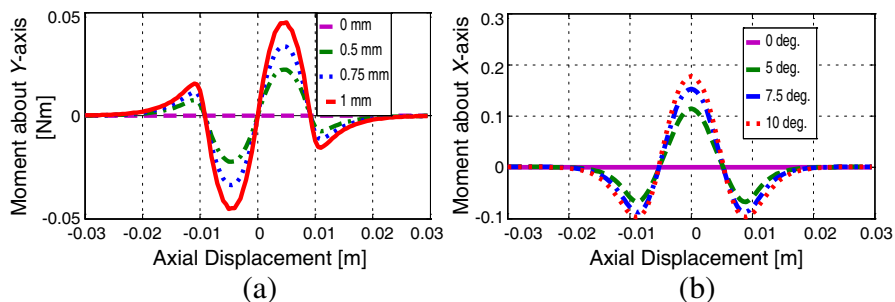 0.05
0
-0.05
Moment about Y-axis
[Nm]
0 mm
0.5 mm
0.75 mm
1 mm
-0.03 -0.02 -0.01 0 0.01 0.02 0.03
Axial Displacement [m]
(a)
0.3
0.2
0.1
0
-0.1
Moment about X-axis
0 deg.
5 deg.
7.5 deg.
10 deg.
-0.03 -0.02 -0.01 0 0.01 0.02 0.03
Axial Displacement [m]
(b)